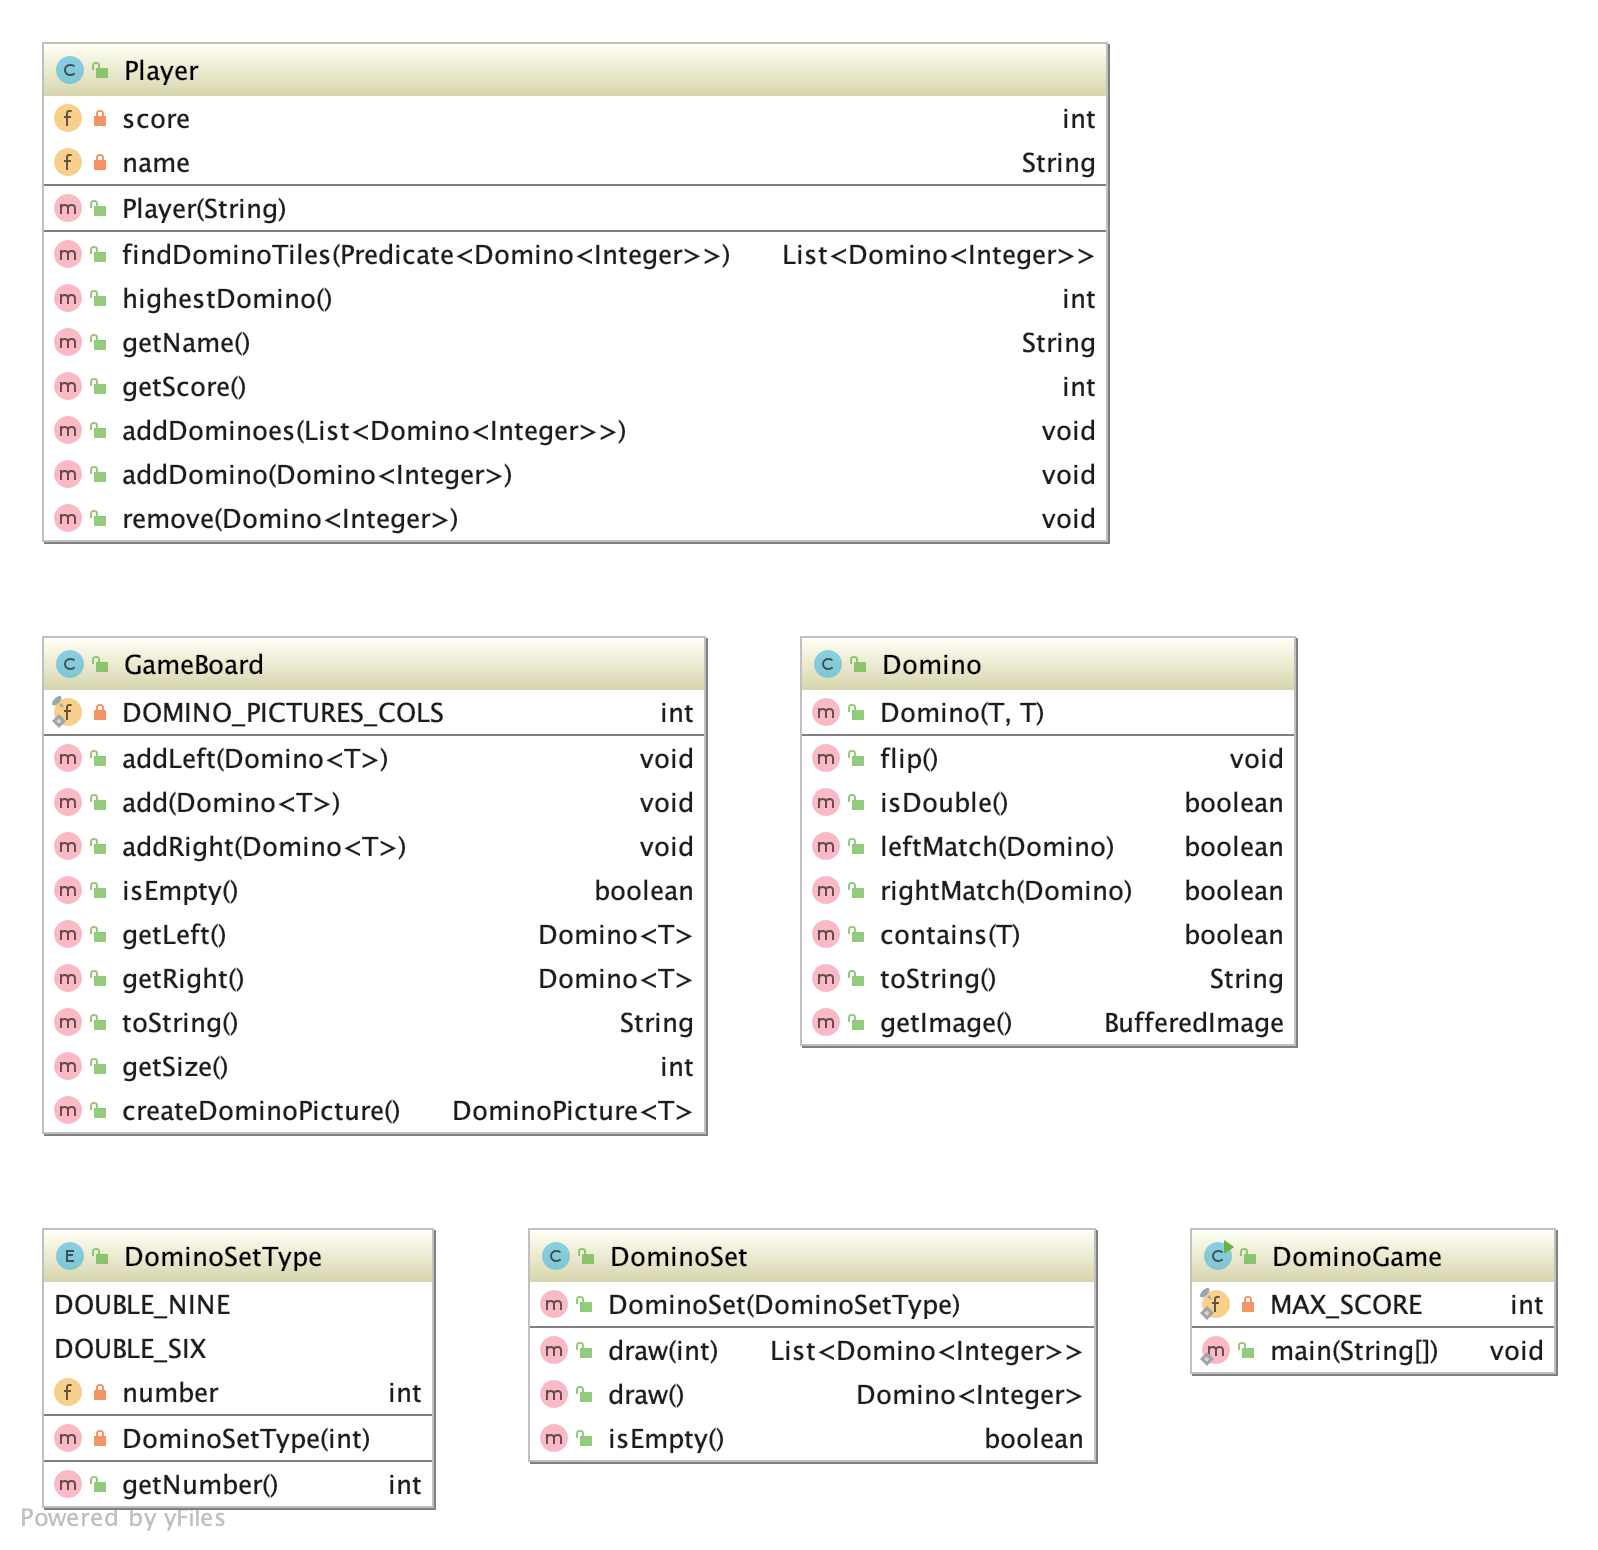 Player
score int
name String
Player(String)
findDominoTiles(Predicate<Domino<Integer>>) List<Domino<Integer>>
highestDomino() int
getName() String
getScore() int
addDominoes(List<Domino<Integer>>) void
addDomino(Domino<Integer>) void
remove(Domino<Integer>) void
GameBoard
DOMINO_PICTURES_COLS int
addLeft(Domino<T>) void
add(Domino<T>) void
addRight(Domino<T>) void
isEmpty() boolean
getLeft() Domino<T>
getRight() Domino<T>
toString() String
getSize() int
createDominoPicture() DominoPicture<T>
Domino
Domino(T, T)
flip() void
isDouble() boolean
leftMatch(Domino) boolean
rightMatch(Domino) boolean
contains(T) boolean
toString() String
getImage() BufferedImage
DominoSetType
DOUBLE_NINE
DOUBLE_SIX
number int
DominoSetType(int)
getNumber() int
DominoSet
DominoSet(DominoSetType)
draw(int) List<Domino<Integer>>
draw() Domino<Integer>
isEmpty() boolean
DominoGame
MAX_SCORE int
main(String[]) void
Powered by yFiles